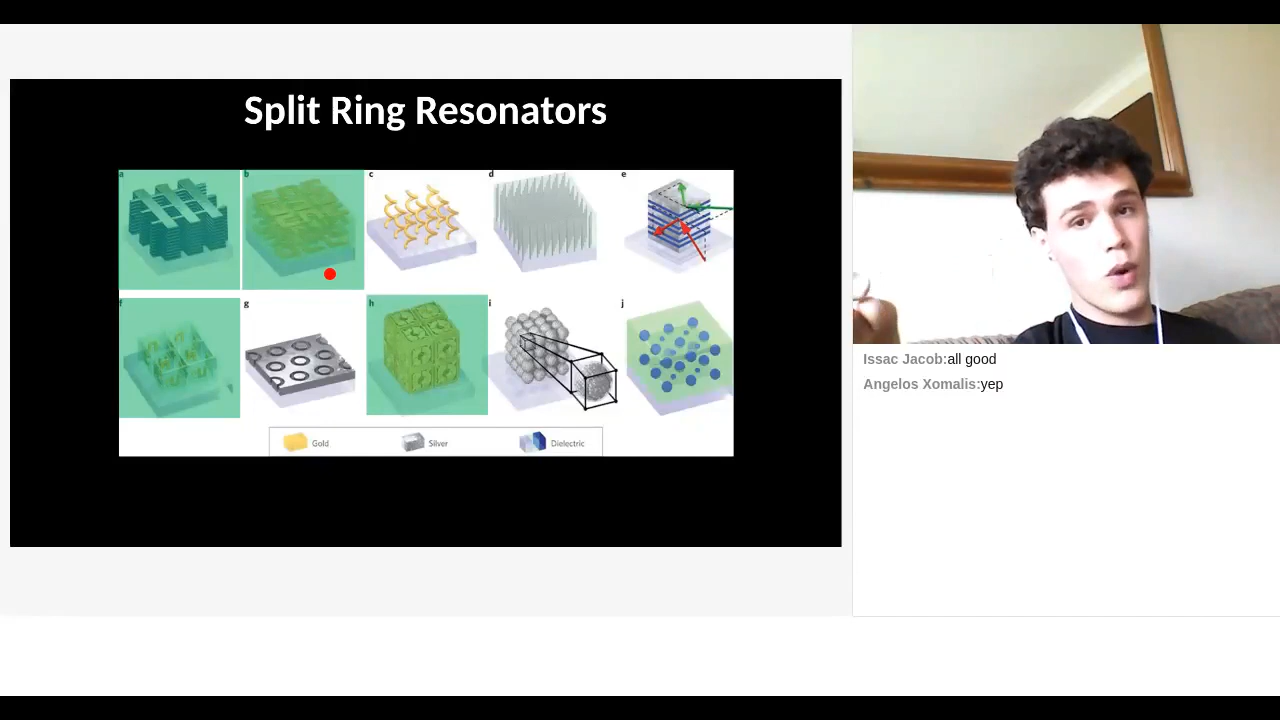 Split Ring Resonators
a b c d e
f g h i j
Gold Silver Dielectric
Issac Jacob:all good
Angelos Xomalis:yep